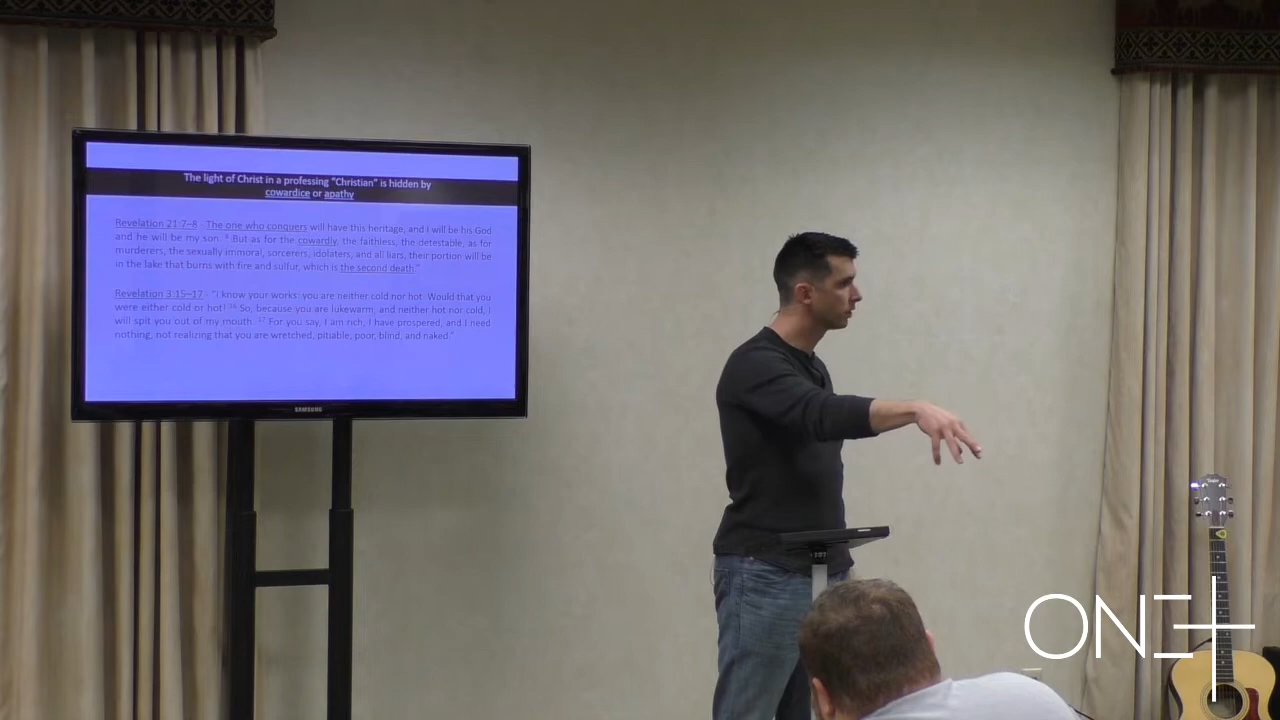 The light of Christ in a professing "Christian" is hidden by
cowardice or apathy
Revelation 21:7–8 - The one who conquers will have this heritage, and I will be his God
and he will be my son. 8 But as for the cowardly, the faithless, the detestable, as for
murderers, the sexually immoral, sorcerers, idolaters, and all liars, their portion will be
in the lake that burns with fire and sulfur, which is the second death."
Revelation 3:15–17 - "I know your works: you are neither cold nor hot. Would that you
were either cold or hot! 16 So, because you are lukewarm, and neither hot nor cold, I
will spit you out of my mouth. 17 For you say, I am rich, I have prospered, and I need
nothing, not realizing that you are wretched, pitiable, poor, blind, and naked."
SAMSUNG
Taylor
ONE